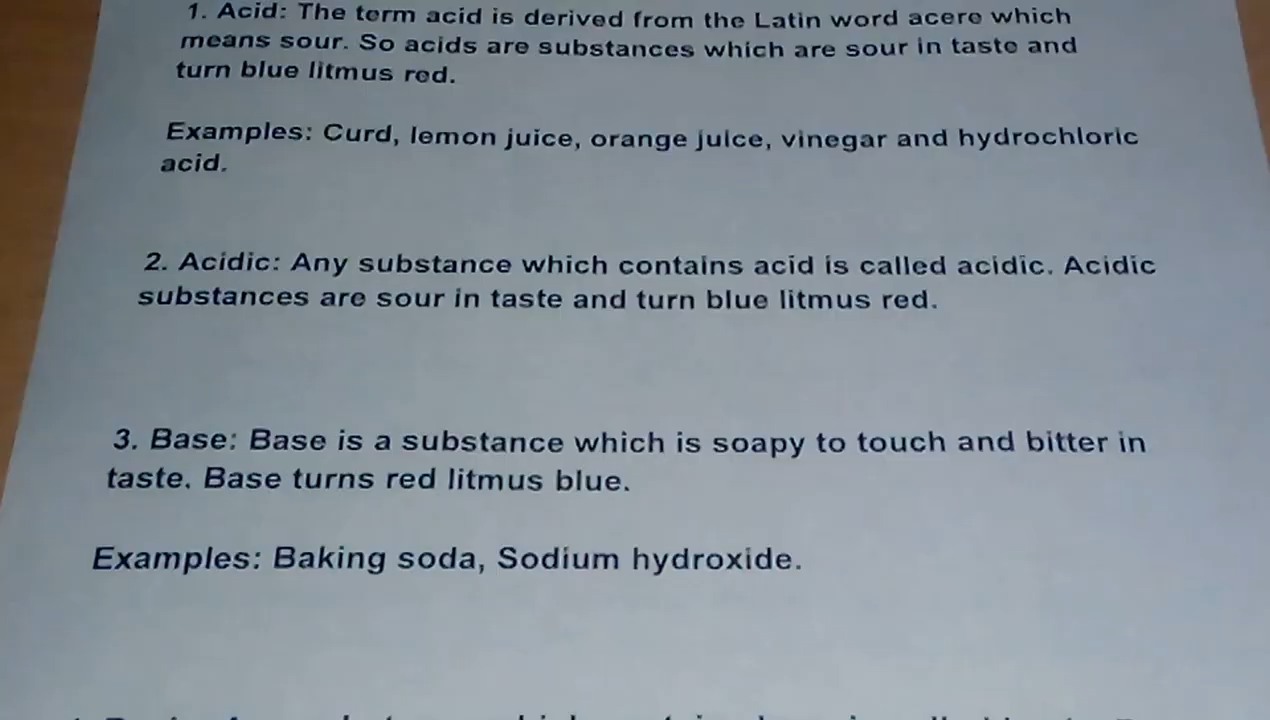 1. Acid: The term acid is derived from the Latin word acere which
means sour. So acids are substances which are sour in taste and
turn blue litmus red.
Examples: Curd, lemon juice, orange juice, vinegar and hydrochloric
acid.
2. Acidic: Any substance which contains acid is called acidic. Acidic
substances are sour in taste and turn blue litmus red.
3. Base: Base is a substance which is soapy to touch and bitter in
taste. Base turns red litmus blue.
Examples: Baking soda, Sodium hydroxide.